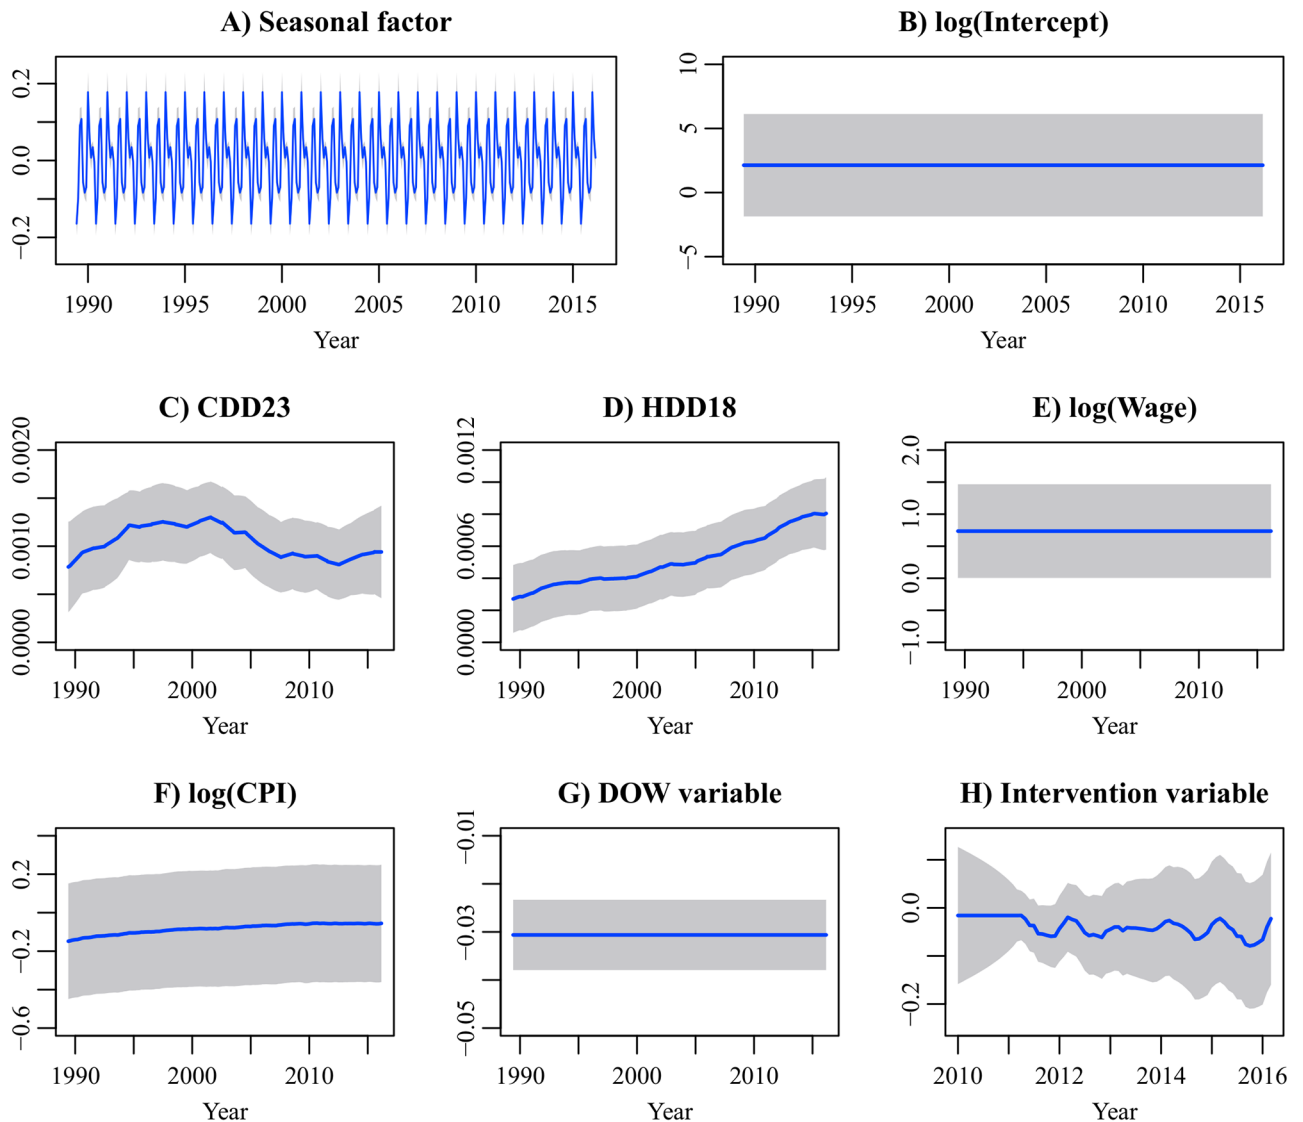 A) Seasonal factor
0.2
0.0
−0.2
1990 1995 2000 2005 2010 2015
Year
B) log(Intercept)
10
5
0
−5
1990 1995 2000 2005 2010 2015
Year
C) CDD23
0.0020
0.0010
0.0000
1990 2000 2010
Year
D) HDD18
0.0012
0.0006
0.0000
1990 2000 2010
Year
E) log(Wage)
2.0
1.0
0.0
−1.0
1990 2000 2010
Year
F) log(CPI)
0.2
−0.2
−0.6
1990 2000 2010
Year
G) DOW variable
−0.01
−0.03
−0.05
1990 2000 2010
Year
H) Intervention variable
0.0
−0.2
2010 2012 2014 2016
Year